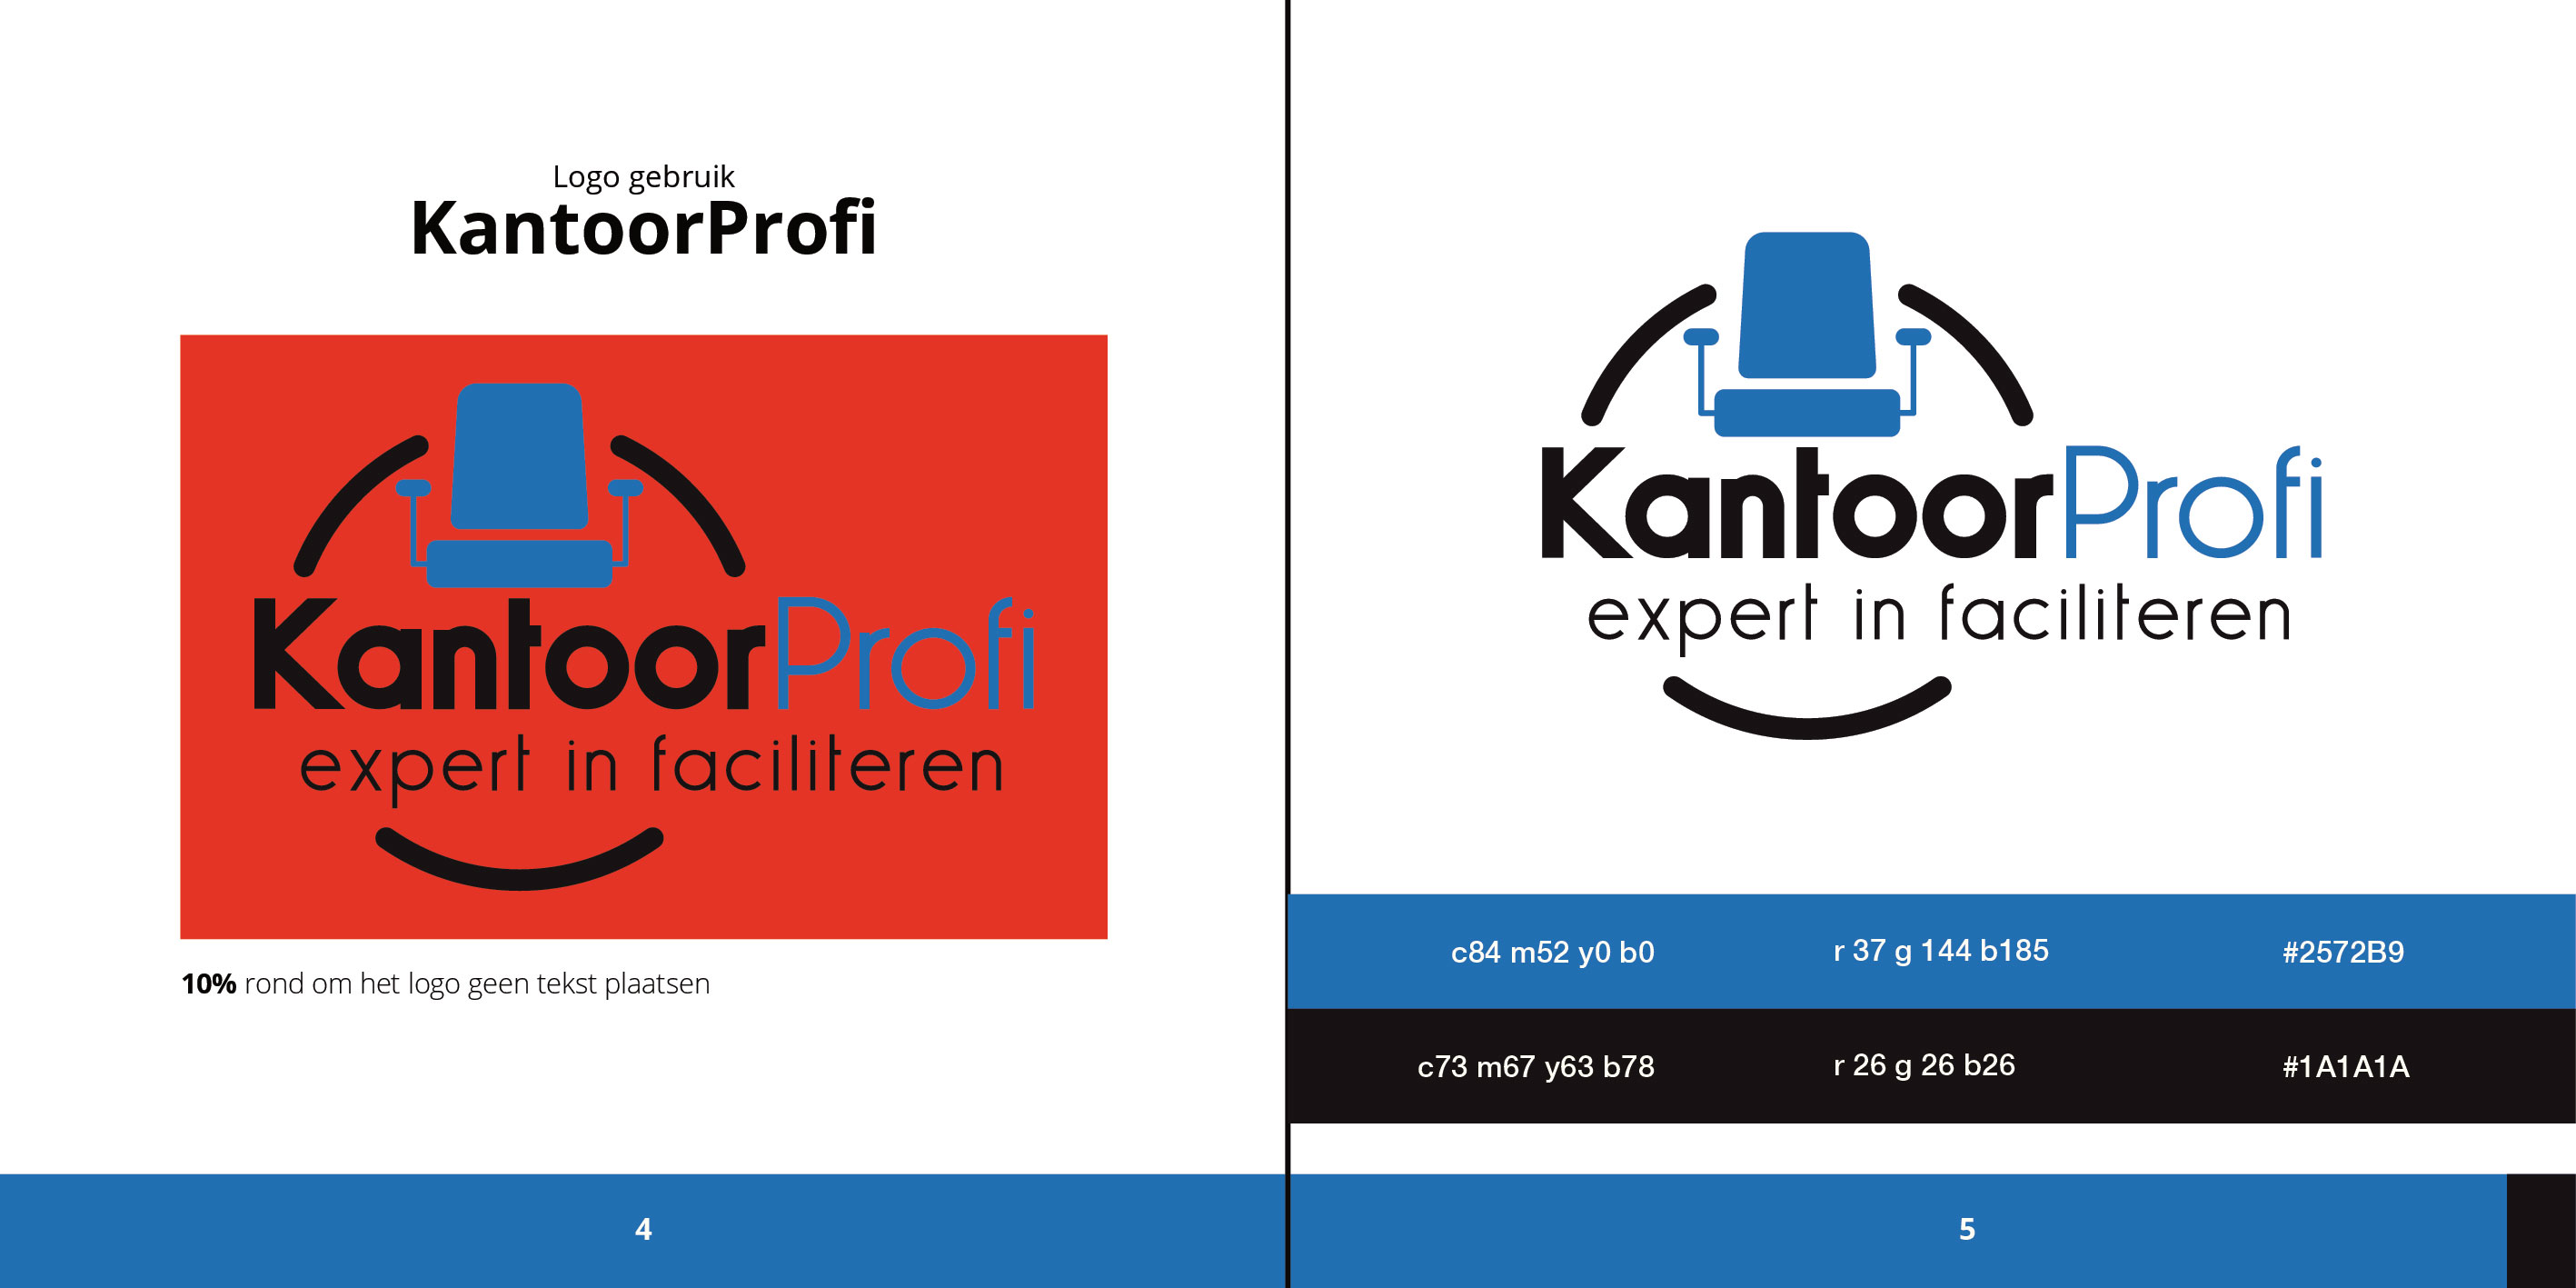 Logo gebruik
KantoorProfi
KantoorProfi
expert in faciliteren
10% rond om het logo geen tekst plaatsen
4
KantoorProfi
expert in faciliteren
c84 m52 y0 b0 r 37 g 144 b185 #2572B9
c73 m67 y63 b78 r 26 g 26 b26 #1A1A1A
5